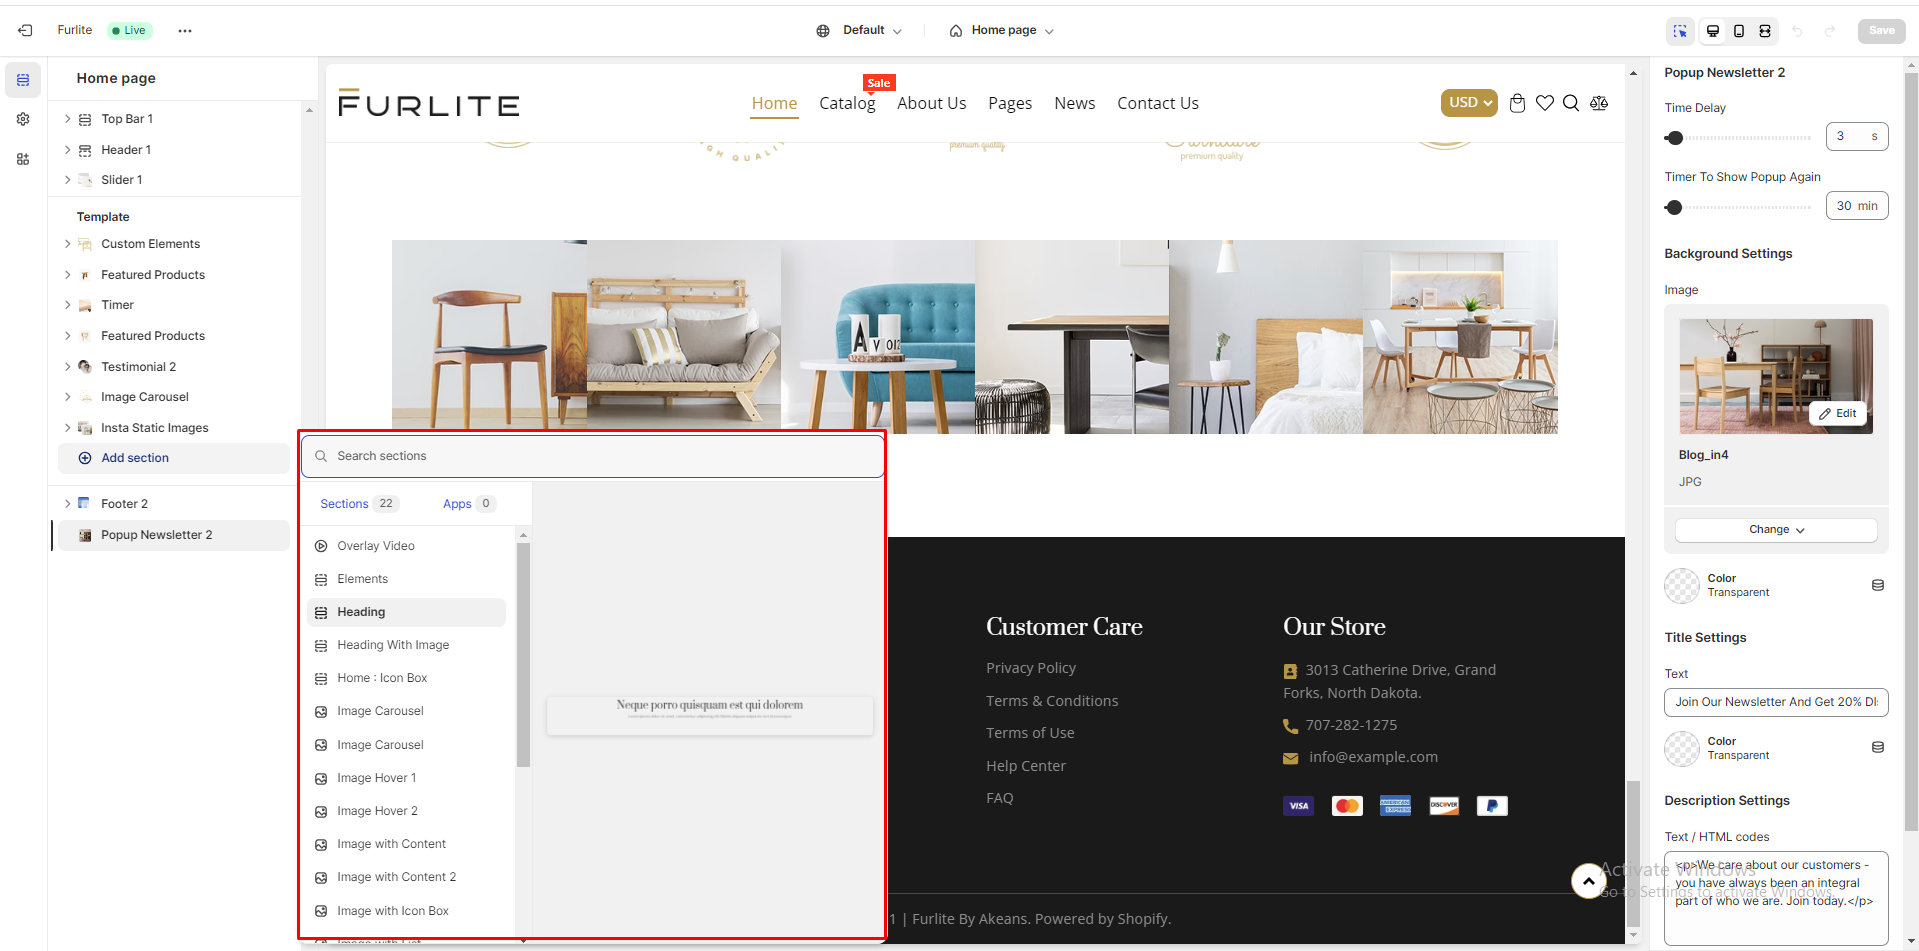 Furlite
Live
Default
Home page
Save
Home page
Top Bar 1
Header 1
Slider 1
Template
Custom Elements
Featured Products
Timer
Featured Products
Testimonial 2
Image Carousel
Insta Static Images
Add section
Footer 2
Popup Newsletter 2
FURLITE
Sale
Home
Catalog
About Us
Pages
News
Contact Us
USD
HIGH QUALITY
premium quality
Furniture
premium quality
Search sections
Sections 22
Apps 0
Overlay Video
Elements
Heading
Heading With Image
Home : Icon Box
Image Carousel
Image Carousel
Image Hover 1
Image Hover 2
Image with Content
Image with Content 2
Image with Icon Box
Image with List
Neque porro quisquam est qui dolorem
Customer Care
Privacy Policy
Terms & Conditions
Terms of Use
Help Center
FAQ
Our Store
3013 Catherine Drive, Grand
Forks, North Dakota.
707-282-1275
info@example.com
VISA
AMERICAN EXPRESS
DISCOVER
1 | Furlite By Akeans. Powered by Shopify.
Popup Newsletter 2
Time Delay
3 s
Timer To Show Popup Again
30 min
Background Settings
Image
Edit
Blog_in4
JPG
Change
Color
Transparent
Title Settings
Text
Join Our Newsletter And Get 20% DI
Color
Transparent
Description Settings
Text / HTML codes
<p>We care about our customers -
you have always been an integral
part of who we are. Join today.</p>
Activate Windows
Go to Settings to activate Windows.